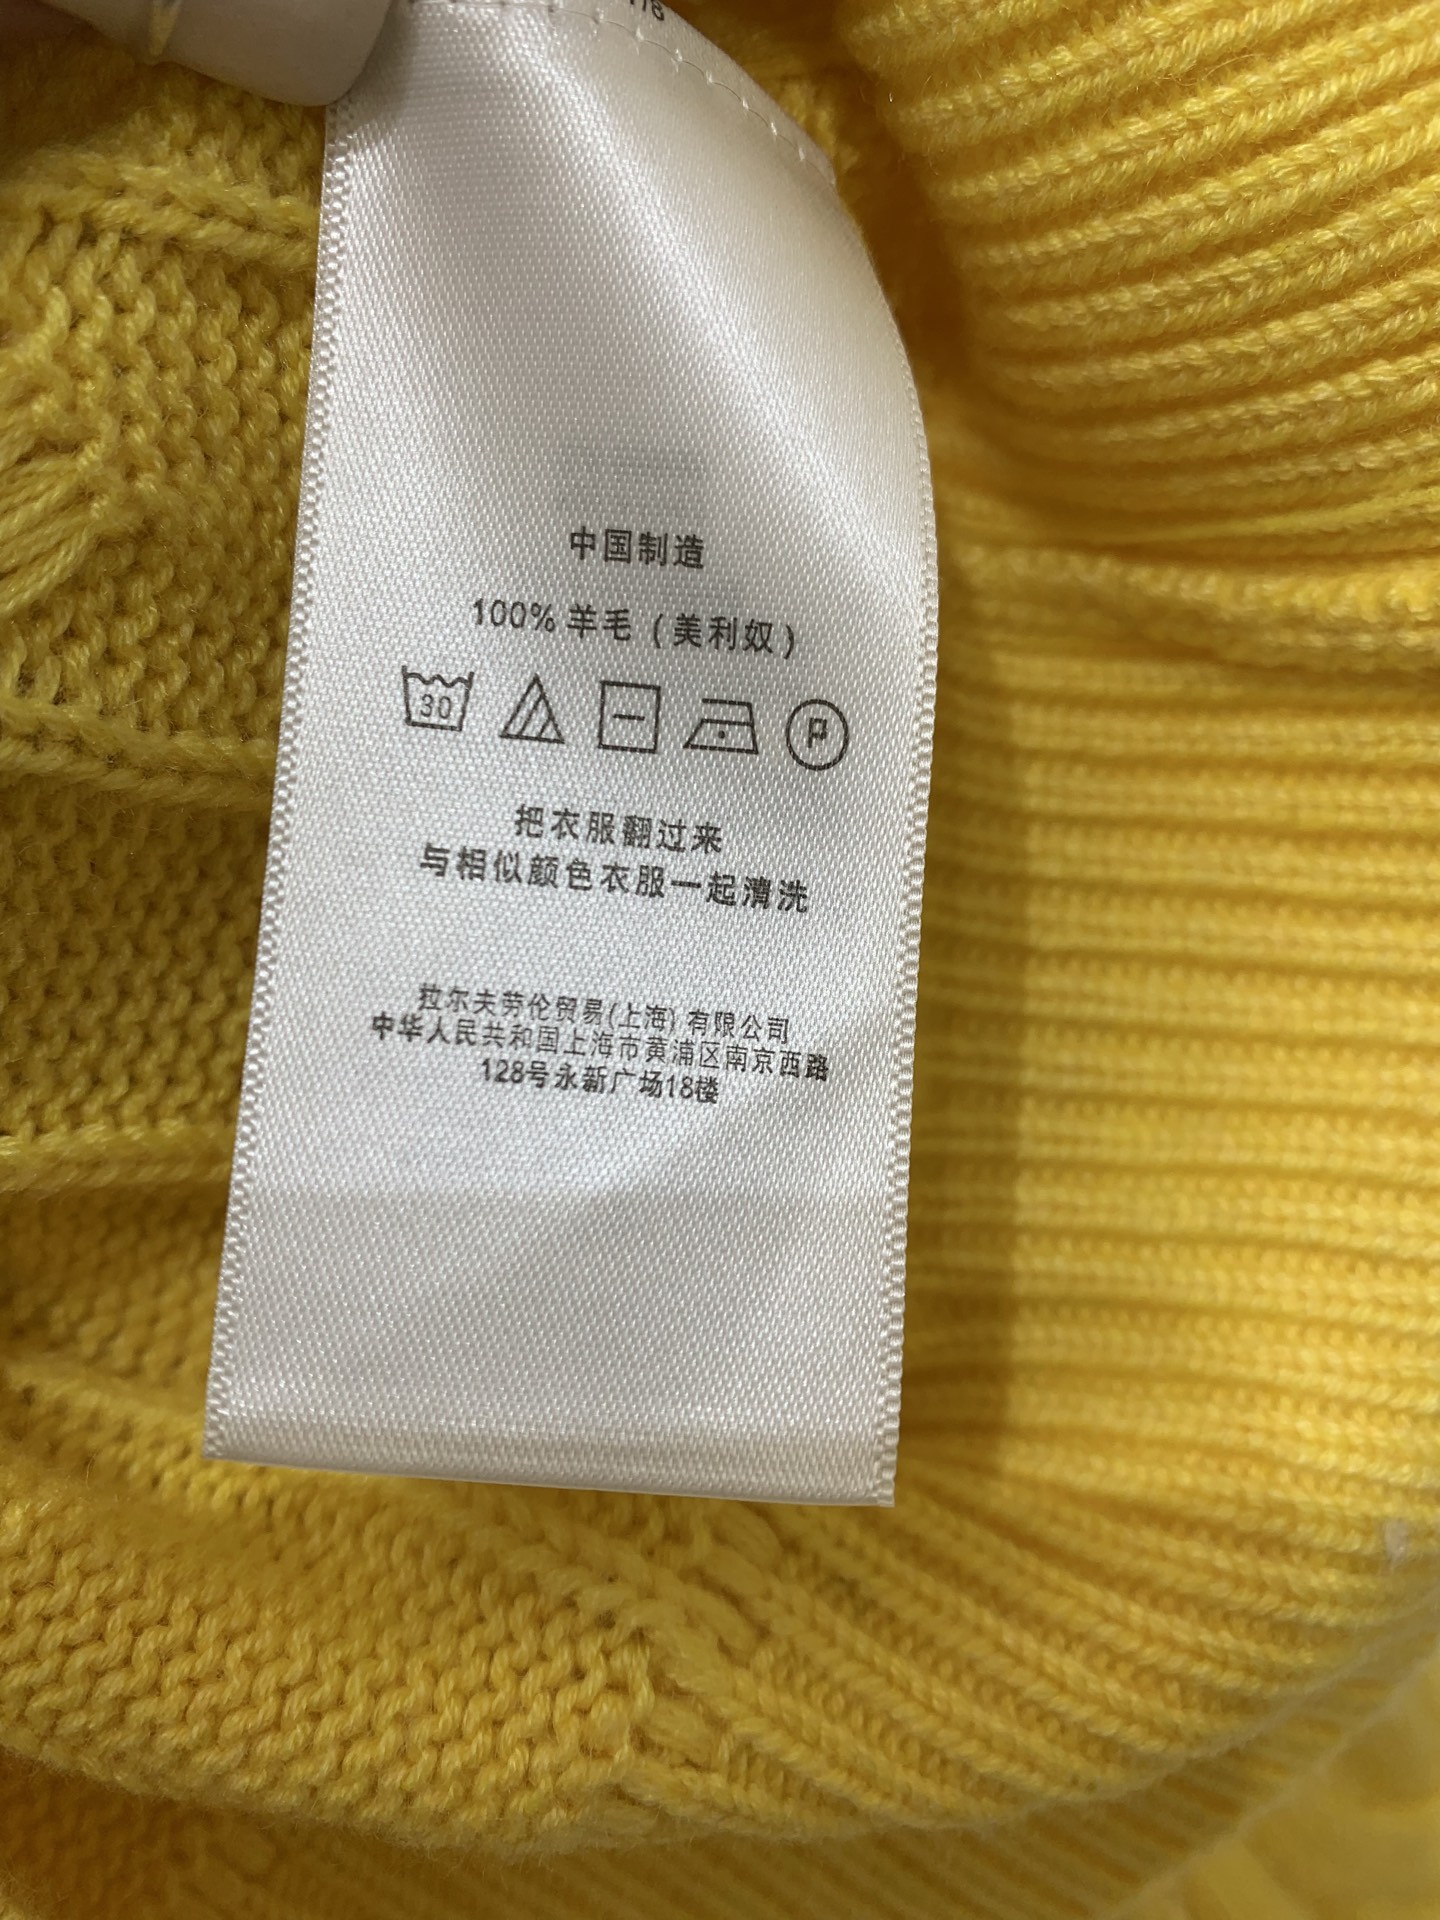 中国制造
100% 羊毛 (美利奴)
30
P
把衣服翻过来
与相似颜色衣服一起清洗
拉尔夫劳伦贸易(上海) 有限公司
中华人民共和国上海市黄浦区南京西路
128号永新广场18楼